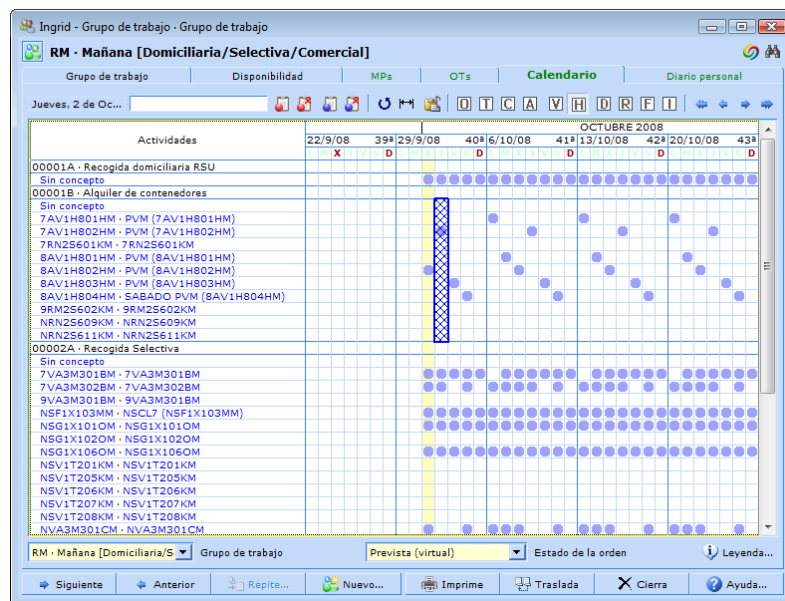 Ingrid - Grupo de trabajo · Grupo de trabajo
RM · Mañana [Domiciliaria/Selectiva/Comercial]
Grupo de trabajo Disponibilidad MPs OTs Calendario Diario personal
Jueves, 2 de Oc... O T C A V H D R F I
OCTUBRE 2008
Actividades 22/9/08 39ª 29/9/08 40ª 6/10/08 41ª 13/10/08 42ª 20/10/08 43ª
L M X J V S D L M X J V S D L M X J V S D L M X J V S D L M X J V S D
00001A · Recogida domiciliaria RSU
Sin concepto
00001B · Alquiler de contenedores
Sin concepto
7AV1H801HM · PVM (7AV1H801HM)
7AV1H802HM · PVM (7AV1H802HM)
7RN2S601KM · 7RN2S601KM
8AV1H801HM · PVM (8AV1H801HM)
8AV1H802HM · PVM (8AV1H802HM)
8AV1H803HM · PVM (8AV1H803HM)
8AV1H804HM · SABADO PVM (8AV1H804HM)
9RM2S602KM · 9RM2S602KM
NRN2S609KM · NRN2S609KM
NRN2S611KM · NRN2S611KM
00002A · Recogida Selectiva
Sin concepto
7VA3M301BM · 7VA3M301BM
7VA3M302BM · 7VA3M302BM
9VA3M301BM · 9VA3M301BM
NSF1X103MM · NSCL7 (NSF1X103MM)
NSG1X101OM · NSG1X101OM
NSG1X102OM · NSG1X102OM
NSG1X106OM · NSG1X106OM
NSV1T201KM · NSV1T201KM
NSV1T205KM · NSV1T205KM
NSV1T206KM · NSV1T206KM
NSV1T207KM · NSV1T207KM
NSV1T208KM · NSV1T208KM
NVA3M301CM · NVA3M301CM
RM · Mañana [Domiciliaria/S Grupo de trabajo Prevista (virtual) Estado de la orden Leyenda...
Siguiente Anterior Repite... Nuevo... Imprime Traslada Cierra Ayuda...